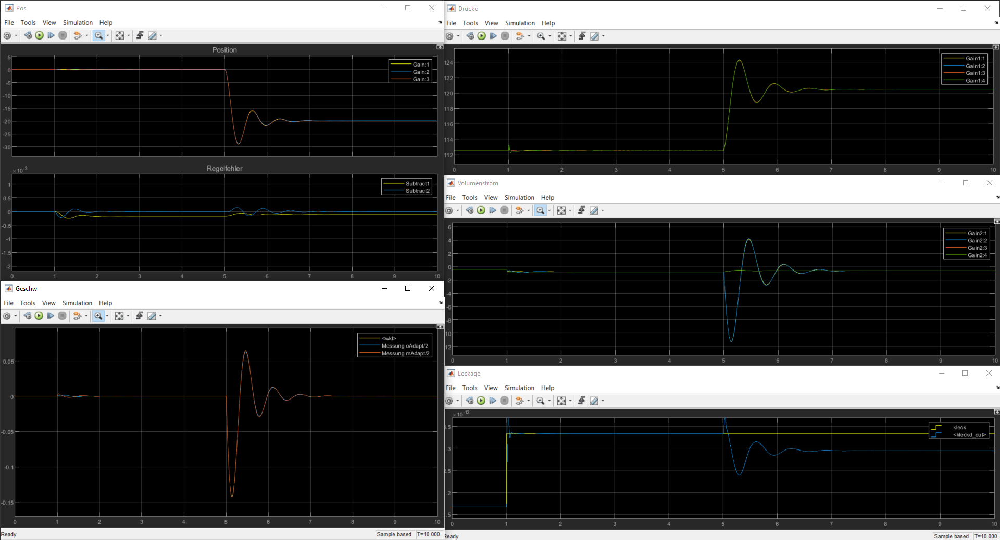 Pos
File Tools View Simulation Help
Position
5
0
-5
-10
-15
-20
-25
-30
Gain:1
Gain:2
Gain:3
Regelfehler
×10-3
1
0.5
0
-0.5
-1
-1.5
-2
Subtract1
Subtract2
0 1 2 3 4 5 6 7 8 9 10
Geschw
File Tools View Simulation Help
0.05
0
-0.05
-0.1
-0.15
<wkl>
Messung oAdapt/2
Messung mAdapt/2
0 1 2 3 4 5 6 7 8 9 10
Ready
Sample based T=10.000
Drücke
File Tools View Simulation Help
124
122
120
118
116
114
112
Gain1:1
Gain1:2
Gain1:3
Gain1:4
0 1 2 3 4 5 6 7 8 9 10
Volumenstrom
File Tools View Simulation Help
6
4
2
0
-2
-4
-6
-8
10
12
Gain2:1
Gain2:2
Gain2:3
Gain2:4
0 1 2 3 4 5 6 7 8 9 10
Leckage
File Tools View Simulation Help
×10-12
3.5
3
2.5
2
.5
kleck
<kleckd_out>
0 1 2 3 4 5 6 7 8 9 10
Ready
Sample based T=10.000